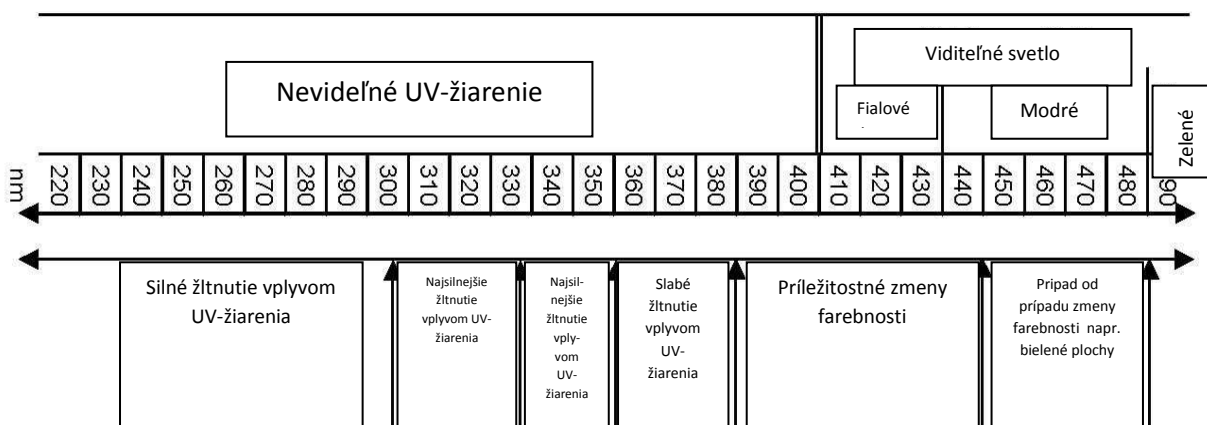 Nevideľné UV-žiarenie
Viditeľné svetlo
Fialové
Modré
Zelené
nm
220
230
240
250
260
270
280
290
300
310
320
330
340
350
360
370
380
390
400
410
420
430
440
450
460
470
480
90
Silné žltnutie vplyvom
UV-žiarenia
Najsilnejšie
žltnutie
vplyvom UV-
žiarenia
Najsil-
nejšie
žltnutie
vply-
vom
UV-
žiarenia
Slabé
žltnutie
vplyvom
UV-
žiarenia
Príležitostné zmeny
farebnosti
Pripad od
prípadu zmeny
farebnosti napr.
bielené plochy